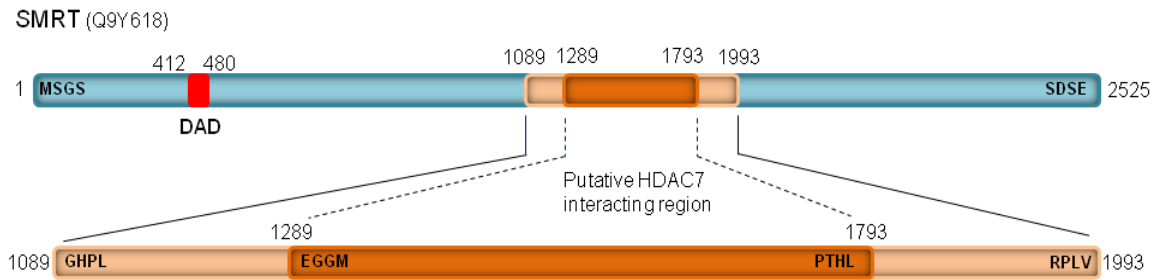 SMRT (Q9Y618)
412 480 1089 1289 1793 1993
1 MSGS SDSE 2525
DAD
Putative HDAC7
interacting region
1289 1793
1089 GHPL EGGM PTHL RPLV 1993